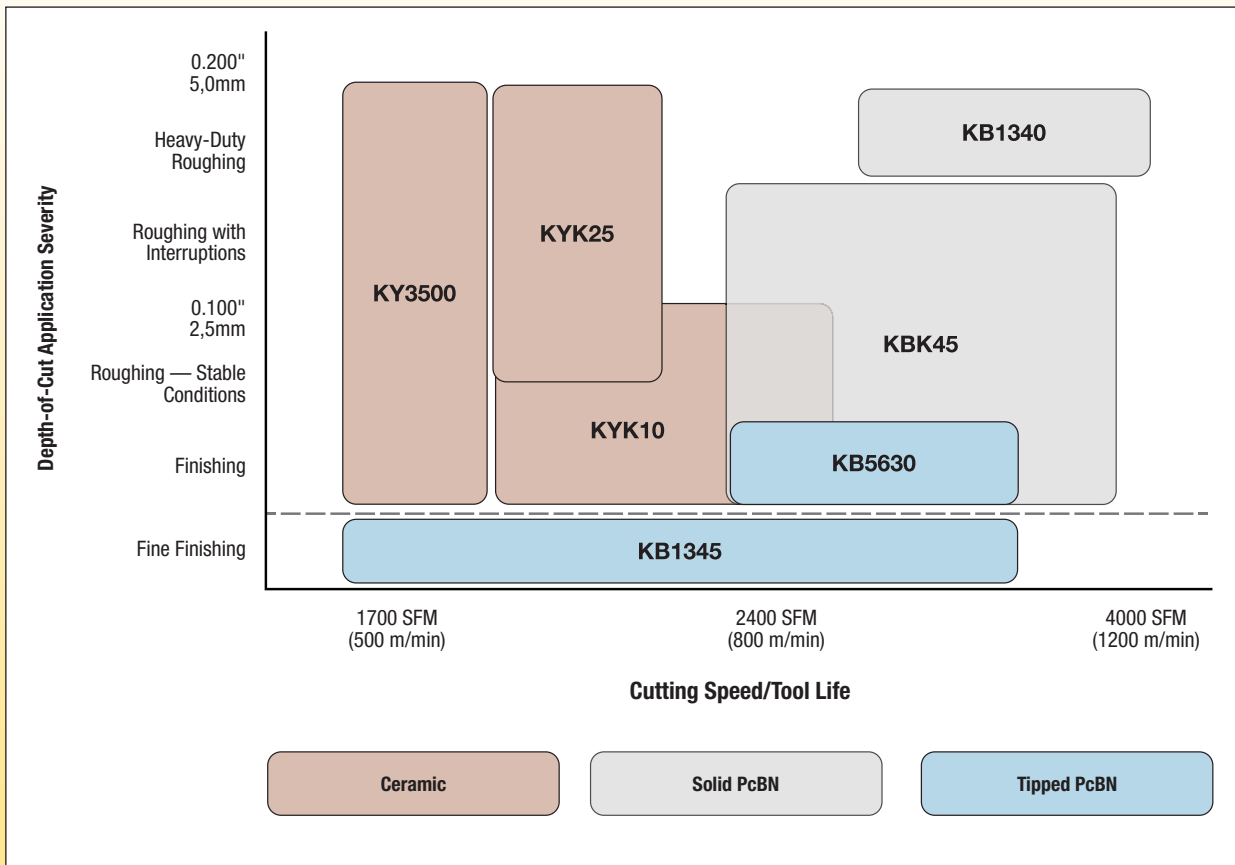 0.200"
5,0mm
Heavy-Duty
Roughing
Roughing with
Interruptions
0.100"
2,5mm
Roughing — Stable
Conditions
Finishing
Fine Finishing
Depth-of-Cut Application Severity
KB1340
KYK25
KY3500
KBK45
KYK10
KB5630
KB1345
1700 SFM
(500 m/min)
2400 SFM
(800 m/min)
4000 SFM
(1200 m/min)
Cutting Speed/Tool Life
Ceramic
Solid PcBN
Tipped PcBN